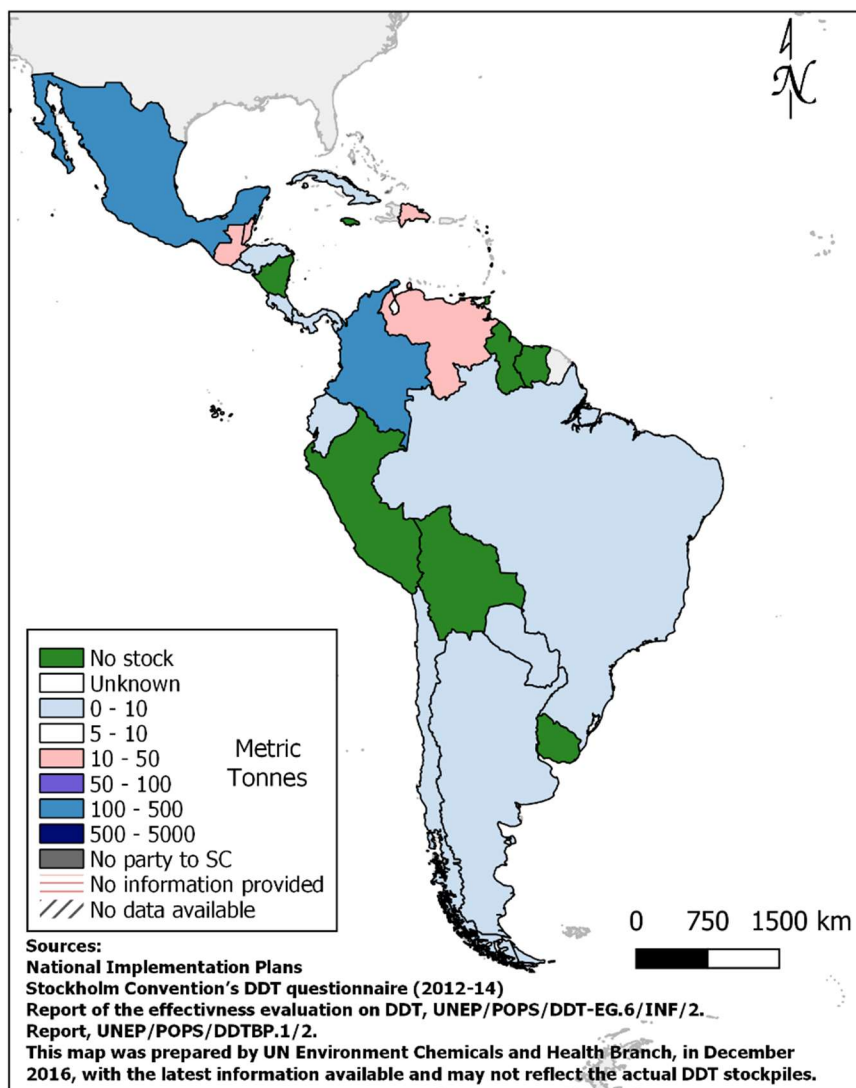 N
No stock
Unknown
0 - 10
5 - 10
10 - 50
50 - 100
100 - 500
500 - 5000
No party to SC
No information provided
No data available
Metric
Tonnes
0 750 1500 km
Sources:
National Implementation Plans
Stockholm Convention's DDT questionnaire (2012-14)
Report of the effectivness evaluation on DDT, UNEP/POPS/DDT-EG.6/INF/2.
Report, UNEP/POPS/DDTBP.1/2.
This map was prepared by UN Environment Chemicals and Health Branch, in December
2016, with the latest information available and may not reflect the actual DDT stockpiles.